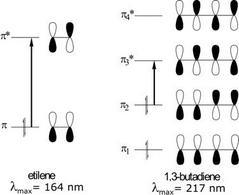 π*
π
etilene
λmax= 164 nm
π4*
π3*
π2
π1
1,3-butadiene
λmax= 217 nm